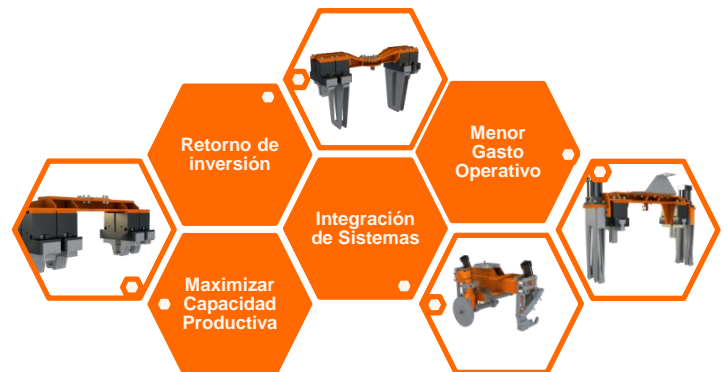 Retorno de
inversión
Menor
Gasto
Operativo
Integración
de Sistemas
Maximizar
Capacidad
Productiva